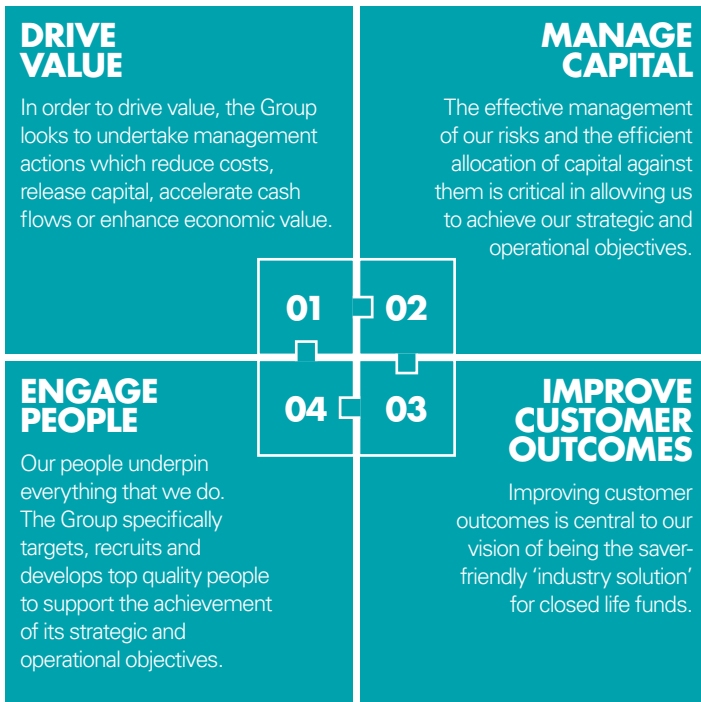 DRIVE
VALUE
In order to drive value, the Group
looks to undertake management
actions which reduce costs,
release capital, accelerate cash
flows or enhance economic value.
01
MANAGE
CAPITAL
The effective management
of our risks and the efficient
allocation of capital against
them is critical in allowing us
to achieve our strategic and
operational objectives.
02
IMPROVE
CUSTOMER
OUTCOMES
Improving customer
outcomes is central to our
vision of being the saver-
friendly ‘industry solution’
for closed life funds.
03
ENGAGE
PEOPLE
Our people underpin
everything that we do.
The Group specifically
targets, recruits and
develops top quality people
to support the achievement
of its strategic and
operational objectives.
04